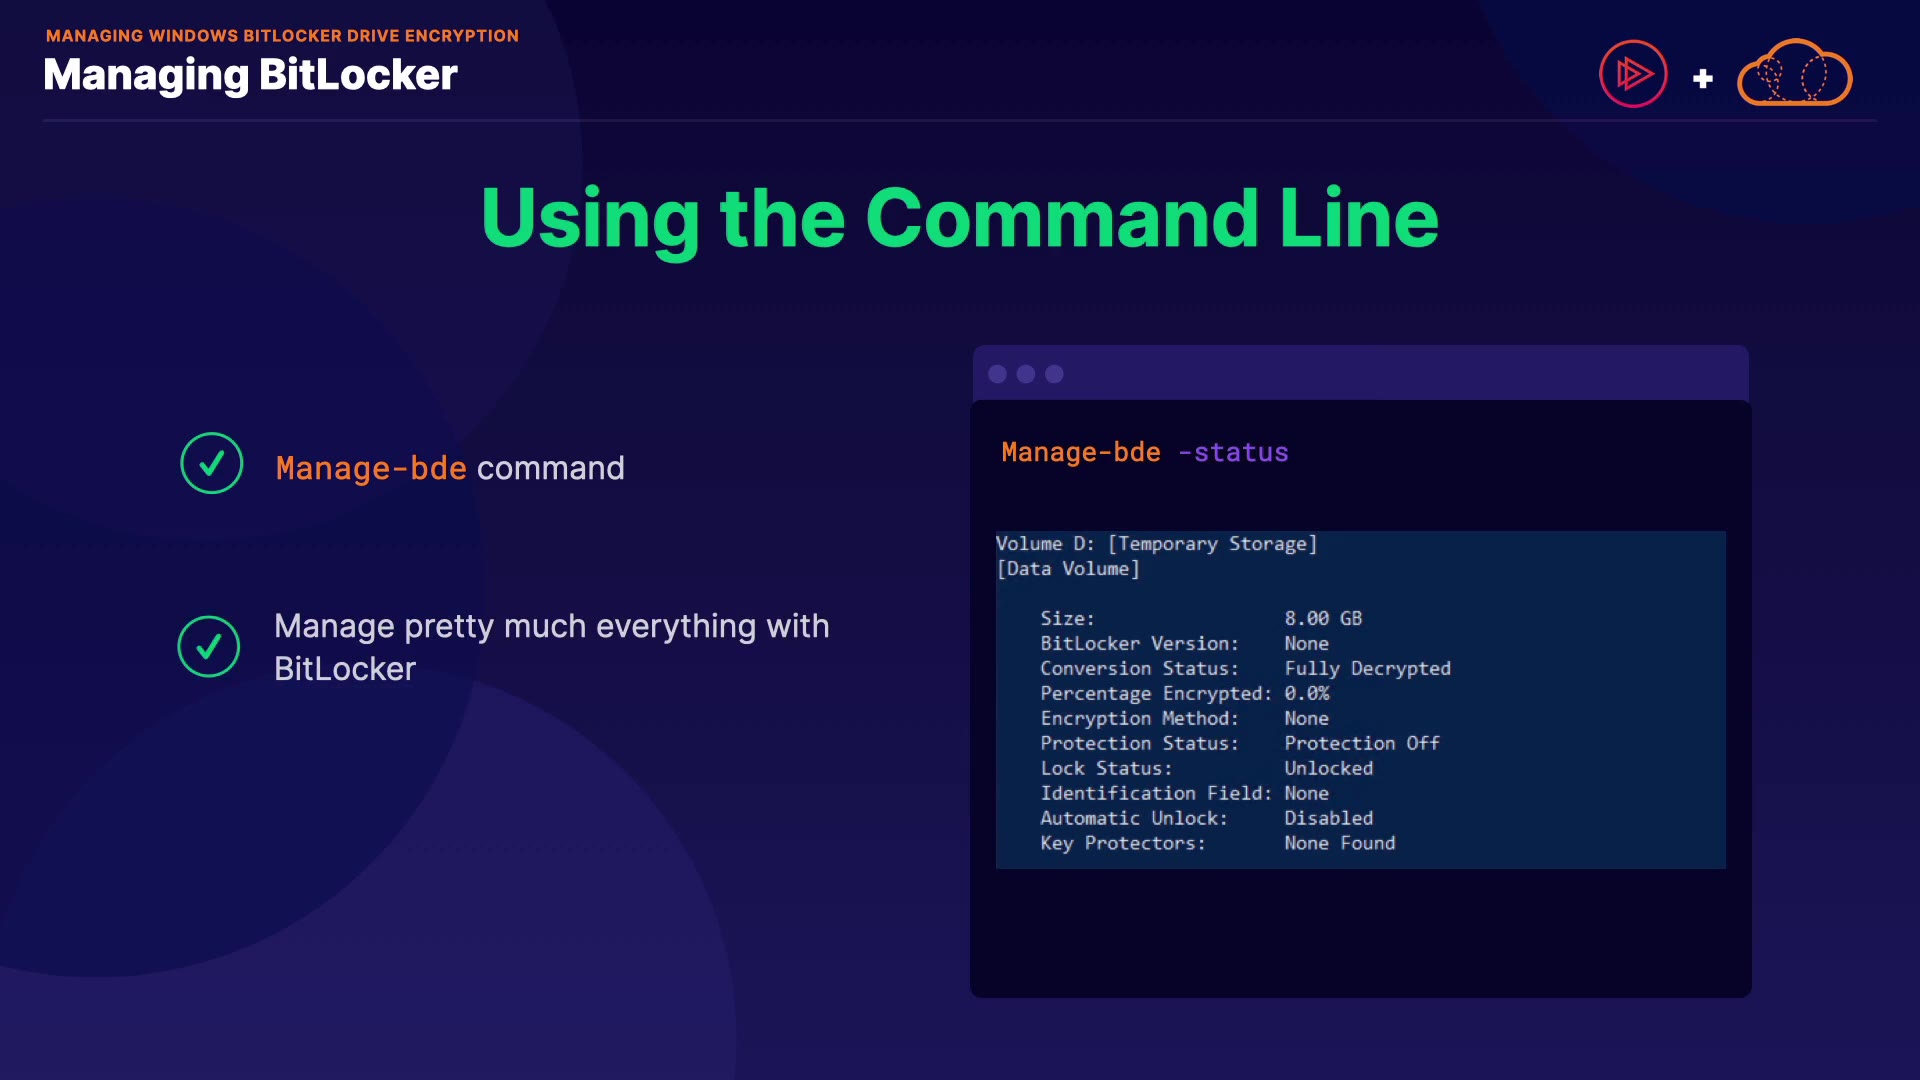 MANAGING WINDOWS BITLOCKER DRIVE ENCRYPTION
Managing BitLocker
Using the Command Line
Manage-bde command
Manage pretty much everything with
BitLocker
Manage-bde -status
Volume D: [Temporary Storage]
[Data Volume]
Size: 8.00 GB
BitLocker Version: None
Conversion Status: Fully Decrypted
Percentage Encrypted: 0.0%
Encryption Method: None
Protection Status: Protection Off
Lock Status: Unlocked
Identification Field: None
Automatic Unlock: Disabled
Key Protectors: None Found